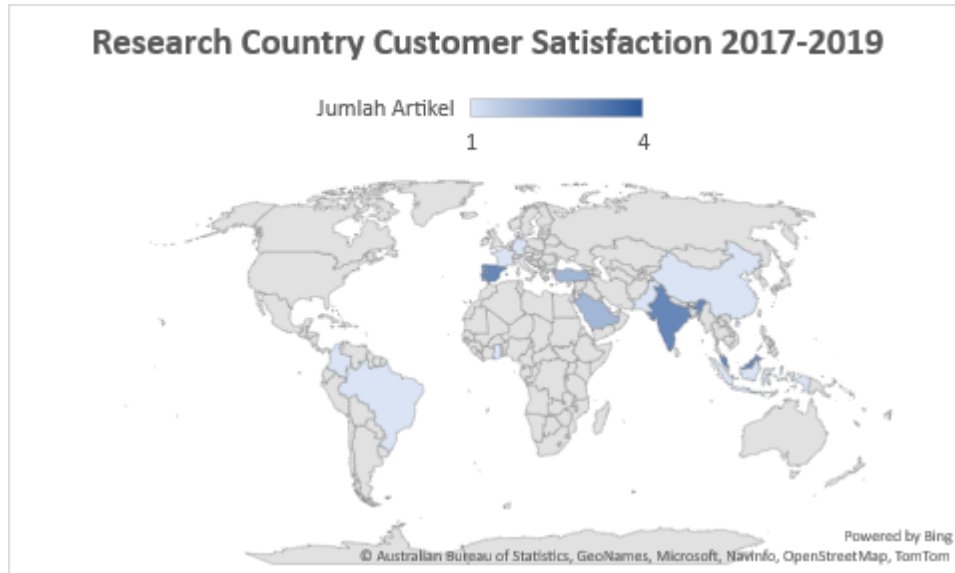 Research Country Customer Satisfaction 2017-2019
Jumlah Artikel
1 4
Powered by Bing
© Australian Bureau of Statistics, GeoNames, Microsoft, Navinfo, OpenStreetMap, TomTom